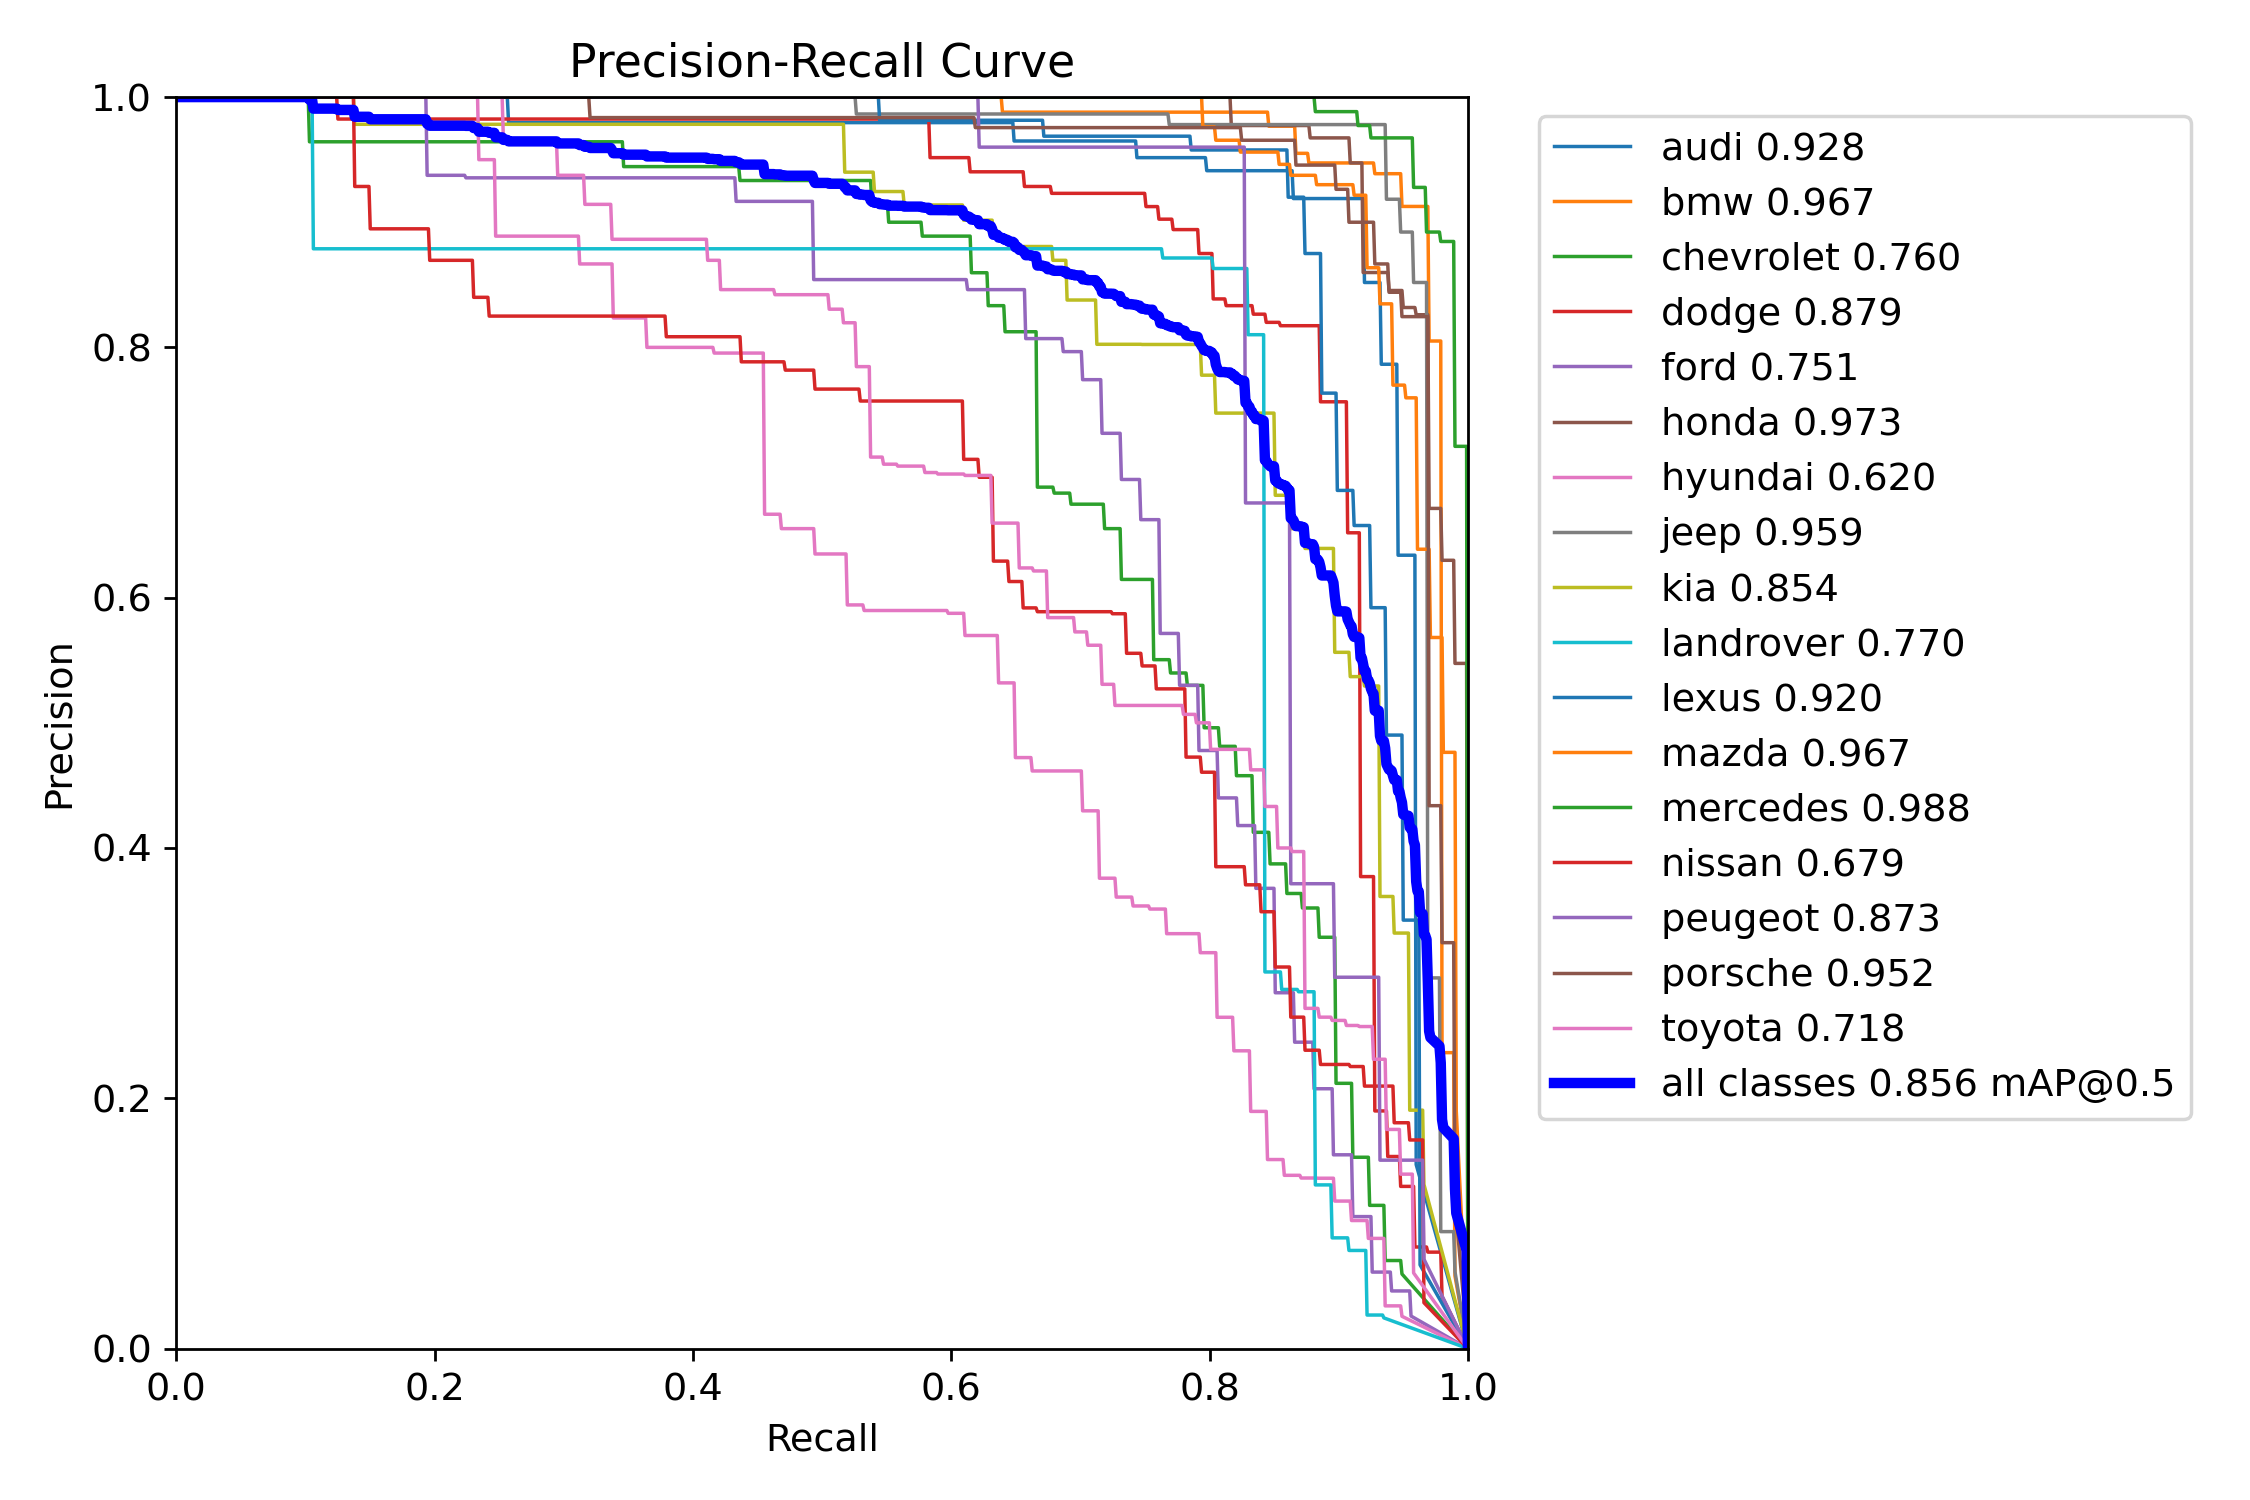 Precision-Recall Curve
1.0
0.8
0.6
0.4
0.2
0.0
Precision
0.0 0.2 0.4 0.6 0.8 1.0
Recall
audi 0.928
bmw 0.967
chevrolet 0.760
dodge 0.879
ford 0.751
honda 0.973
hyundai 0.620
jeep 0.959
kia 0.854
landrover 0.770
lexus 0.920
mazda 0.967
mercedes 0.988
nissan 0.679
peugeot 0.873
porsche 0.952
toyota 0.718
all classes 0.856 mAP@0.5